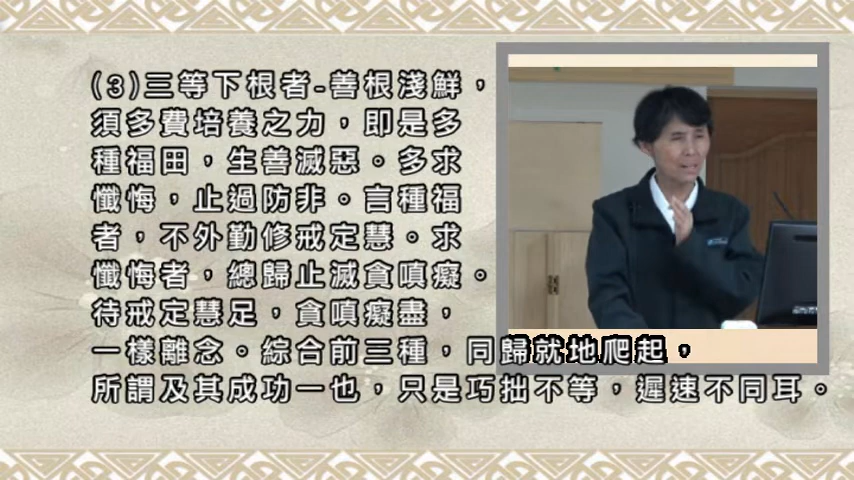 (3)三等下根者-善根淺鮮，
須多費培養之力，即是多
種福田，生善滅惡。多求
懺悔，止過防非。言種福
者，不外勤修戒定慧。求
懺悔者，總歸止滅貪嗔癡。
待戒定慧足，貪嗔癡盡，
一樣離念。綜合前三種，同歸就地爬起，
所謂及其成功一也，只是巧拙不等，遲速不同耳。